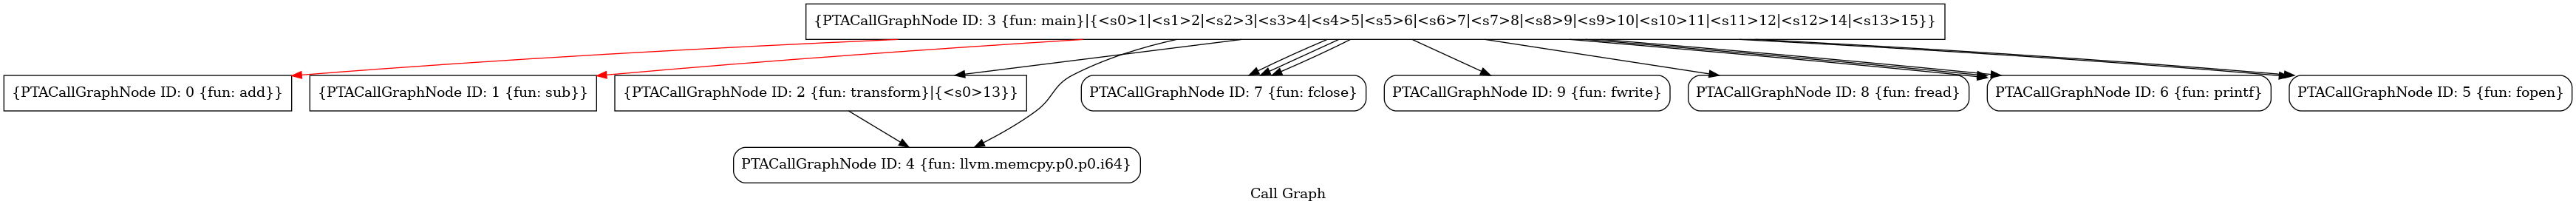 {PTACallGraphNode ID: 3 {fun: main}|{<s0>1|<s1>2|<s2>3|<s3>4|<s4>5|<s5>6|<s6>7|<s7>8|<s8>9|<s9>10|<s10>11|<s11>12|<s12>14|<s13>15}}
{PTACallGraphNode ID: 0 {fun: add}}
{PTACallGraphNode ID: 1 {fun: sub}}
{PTACallGraphNode ID: 2 {fun: transform}|{<s0>13}}
PTACallGraphNode ID: 7 {fun: fclose}
PTACallGraphNode ID: 9 {fun: fwrite}
PTACallGraphNode ID: 8 {fun: fread}
PTACallGraphNode ID: 6 {fun: printf}
PTACallGraphNode ID: 5 {fun: fopen}
PTACallGraphNode ID: 4 {fun: llvm.memcpy.p0.p0.i64}
Call Graph